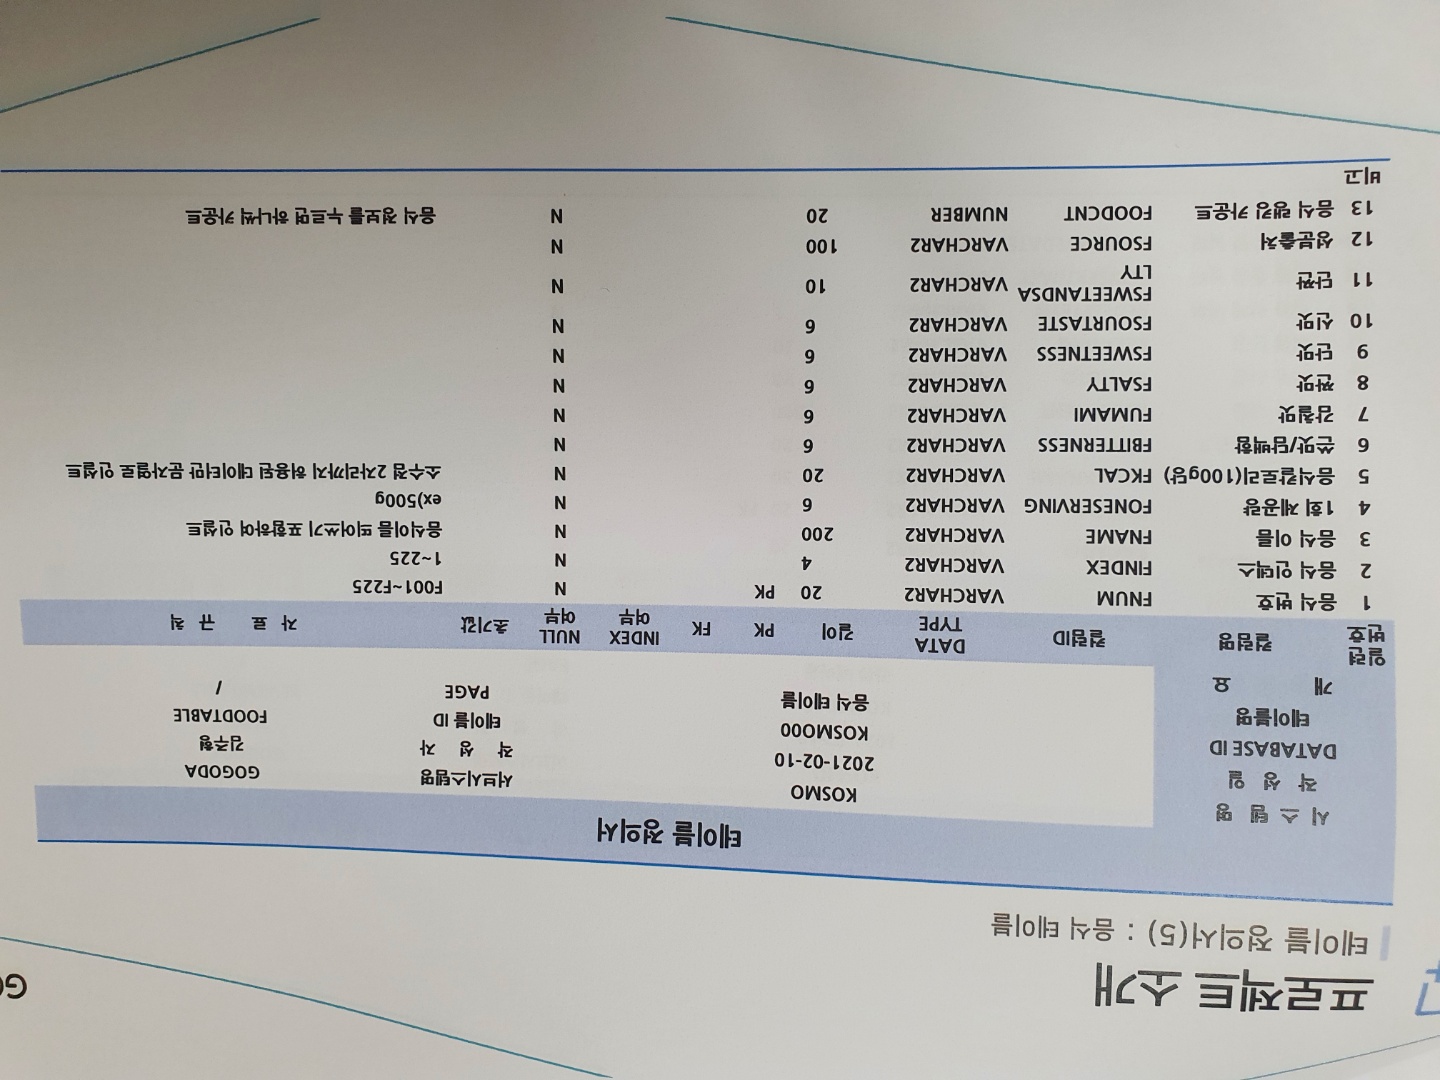 GO
프로젝트 소개
테이블 정의서(5) : 음식 테이블
테이블 정의서
시 스 템 명 KOSMO 서브시스템명 GOGODA
작 성 일 2021-02-10 작 성 자 김주형
DATABASE ID KOSMO00 테이블 ID FOODTABLE
테이블명 음식 테이블 PAGE /
개 요
일련번호 컬럼명 컬럼ID DATA TYPE 길이 PK FK INDEX 여부 NULL 여부 초기값 자 료 규 칙
1 음식 번호 FNUM VARCHAR2 20 PK N F001~F225
2 음식 인덱스 FINDEX VARCHAR2 4 N 1~225
3 음식 이름 FNAME VARCHAR2 200 N 음식이름 띄어쓰기 포함하여 인설트
4 1회 제공량 FONESERVING VARCHAR2 6 N ex)500g
5 음식칼로리(100g당) FKCAL VARCHAR2 20 N 소수점 2자리까지 허용된 데이터만 문자열로 인설트
6 쓴맛/담백함 FBITTERNESS VARCHAR2 6 N
7 감칠맛 FUMAMI VARCHAR2 6 N
8 짠맛 FSALTY VARCHAR2 6 N
9 단맛 FSWEETNESS VARCHAR2 6 N
10 신맛 FSOURTASTE VARCHAR2 6 N
11 단짠 FSWEETANDSALTY VARCHAR2 10 N
12 성분출처 FSOURCE VARCHAR2 100 N
13 음식 랭킹 카운트 FOODCNT NUMBER 20 N 음식 정보를 누르면 하나씩 카운트
비고